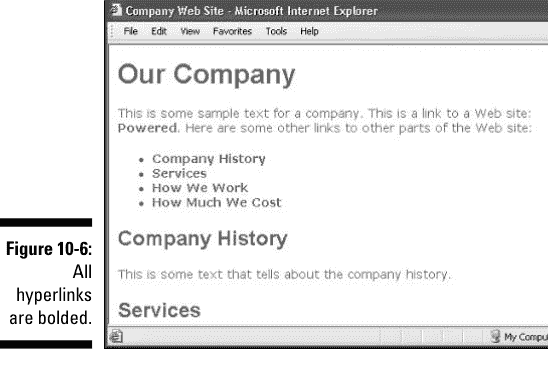 Company Web Site - Microsoft Internet Explorer
File Edit View Favorites Tools Help
Our Company
This is some sample text for a company. This is a link to a Web site:
Powered. Here are some other links to other parts of the Web site:
• Company History
• Services
• How We Work
• How Much We Cost
Company History
This is some text that tells about the company history.
Services
My Compu
Figure 10-6:
All
hyperlinks
are bolded.